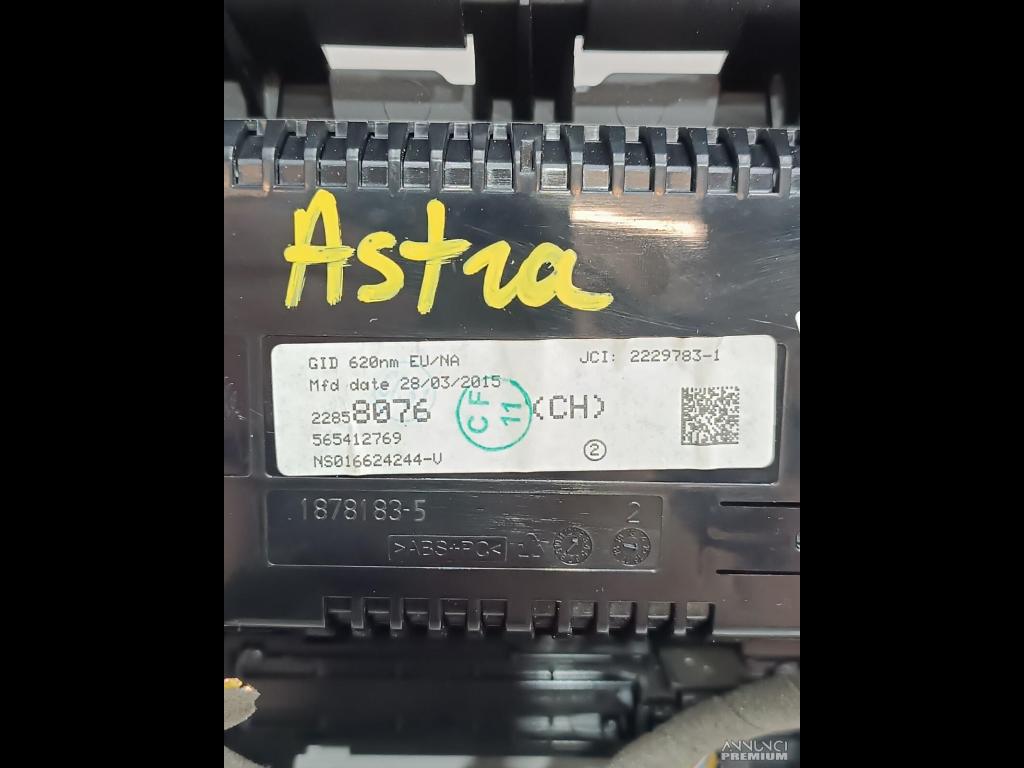 Astra
GID 620nm EU/NA
JCI: 2229783-1
Mfd date 28/03/2015
22858076
(CH)
CF
11
565412769
2
NS016624244-V
1878183-5
2
>ABS+PC<
ANNUNCI
PREMIUM